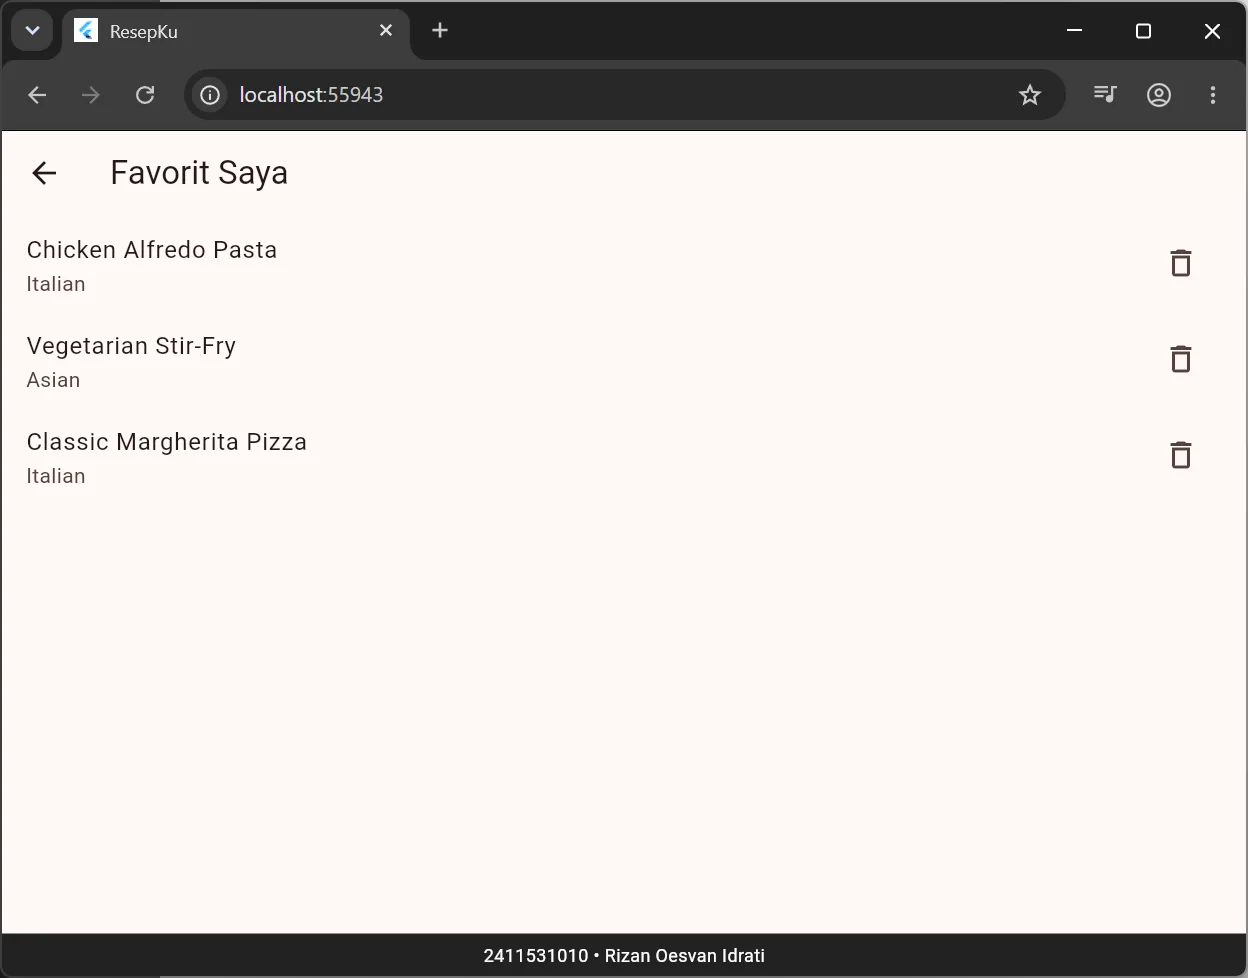 ResepKu
localhost:55943
Favorit Saya
Chicken Alfredo Pasta
Italian
Vegetarian Stir-Fry
Asian
Classic Margherita Pizza
Italian
2411531010 • Rizan Oesvan Idrati